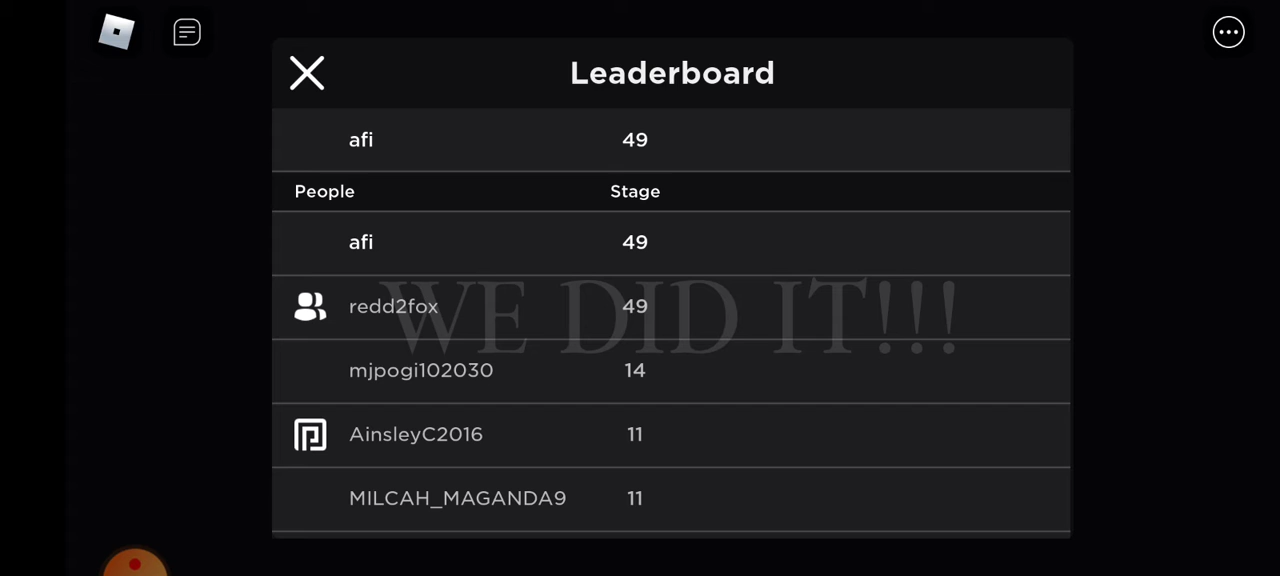 Leaderboard
afi 49
People Stage
afi 49
redd2fox 49
WE DID IT!!!
mjpogi102030 14
AinsleyC2016 11
MILCAH_MAGANDA9 11